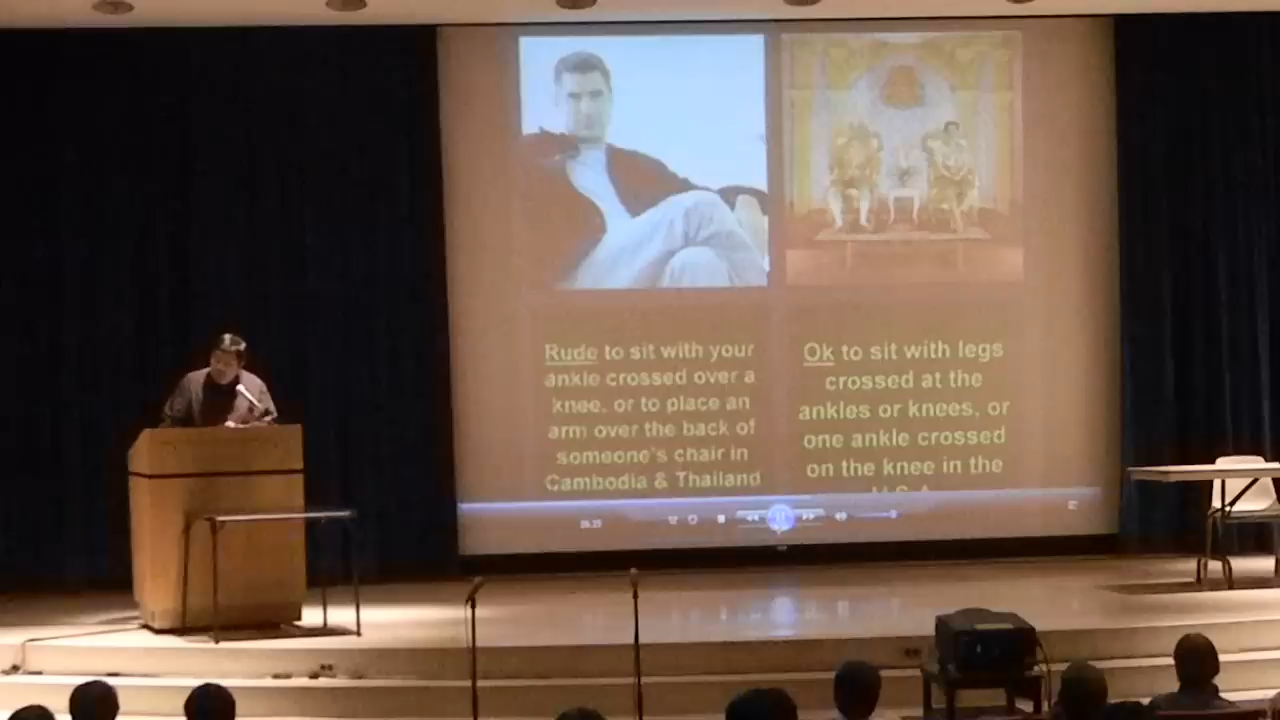 Rude to sit with your
ankle crossed over a
knee, or to place an
arm over the back of
someone's chair in
Cambodia & Thailand
Ok to sit with legs
crossed at the
ankles or knees, or
one ankle crossed
on the knee in the
U.S.A.